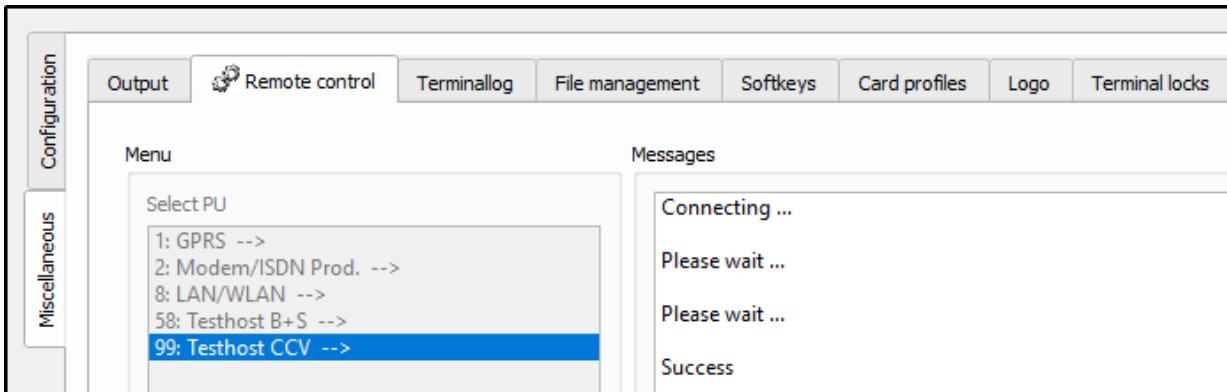 Configuration
Miscellaneous
Output Remote control Terminallog File management Softkeys Card profiles Logo Terminal locks
Menu
Select PU
1: GPRS -->
2: Modem/ISDN Prod. -->
8: LAN/WLAN -->
58: Testhost B+S -->
99: Testhost CCV -->
Messages
Connecting ...
Please wait ...
Please wait ...
Success